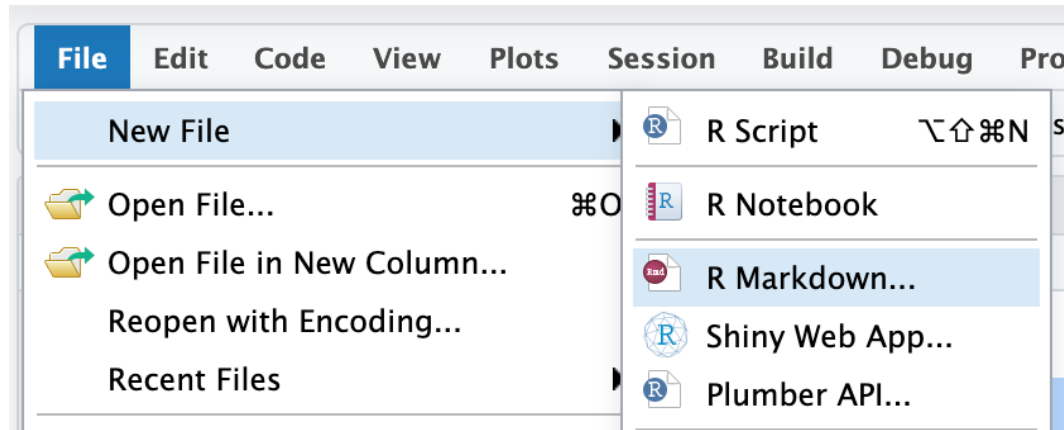 File Edit Code View Plots Session Build Debug Pro
New File
Open File... ⌘O
Open File in New Column...
Reopen with Encoding...
Recent Files
R Script ⌥⇧⌘N
R Notebook
R Markdown...
Shiny Web App...
Plumber API...